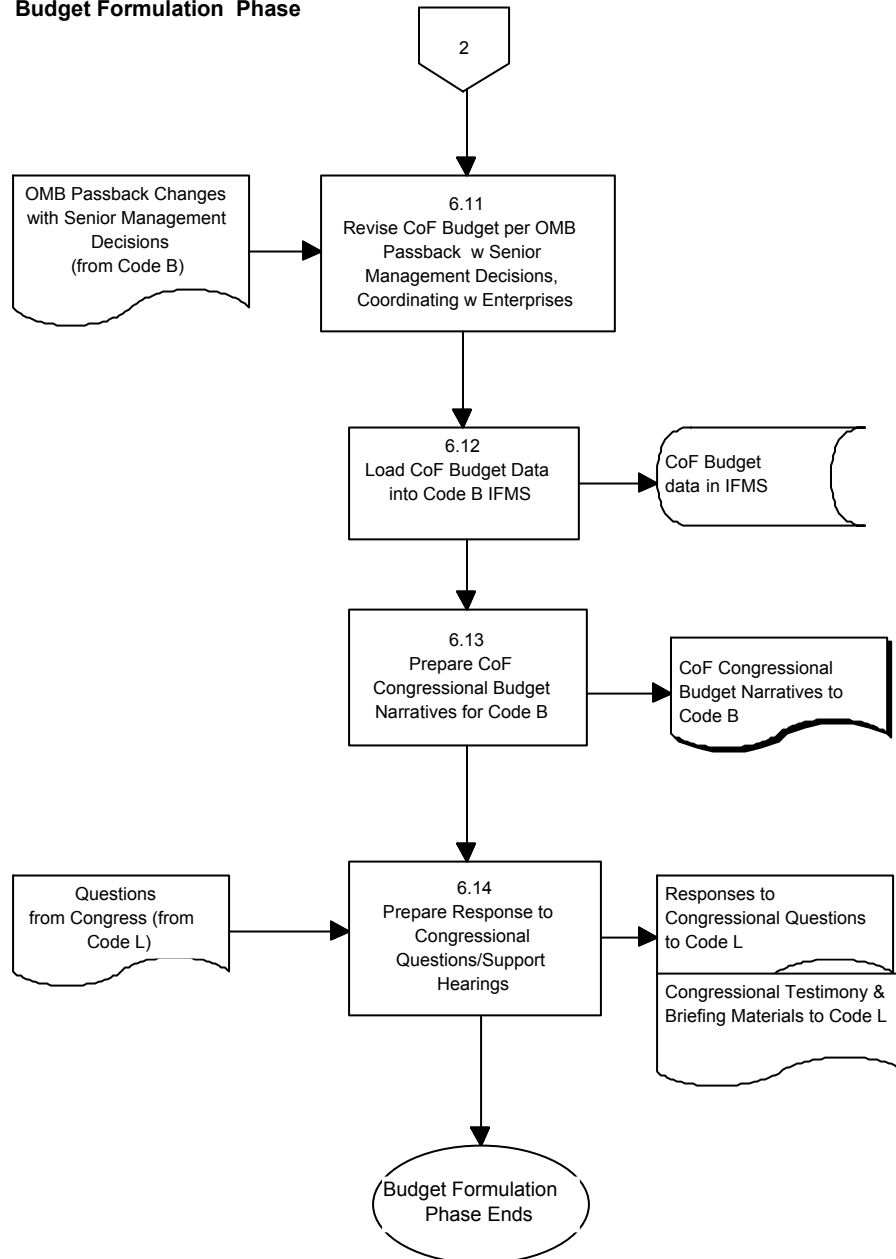 Budget Formulation Phase
2
OMB Passback Changes
with Senior Management
Decisions
(from Code B)
6.11
Revise CoF Budget per OMB
Passback w Senior
Management Decisions,
Coordinating w Enterprises
6.12
Load CoF Budget Data
into Code B IFMS
CoF Budget
data in IFMS
6.13
Prepare CoF
Congressional Budget
Narratives for Code B
CoF Congressional
Budget Narratives to
Code B
Questions
from Congress (from
Code L)
6.14
Prepare Response to
Congressional
Questions/Support
Hearings
Responses to
Congressional Questions
to Code L
Congressional Testimony &
Briefing Materials to Code L
Budget Formulation
Phase Ends